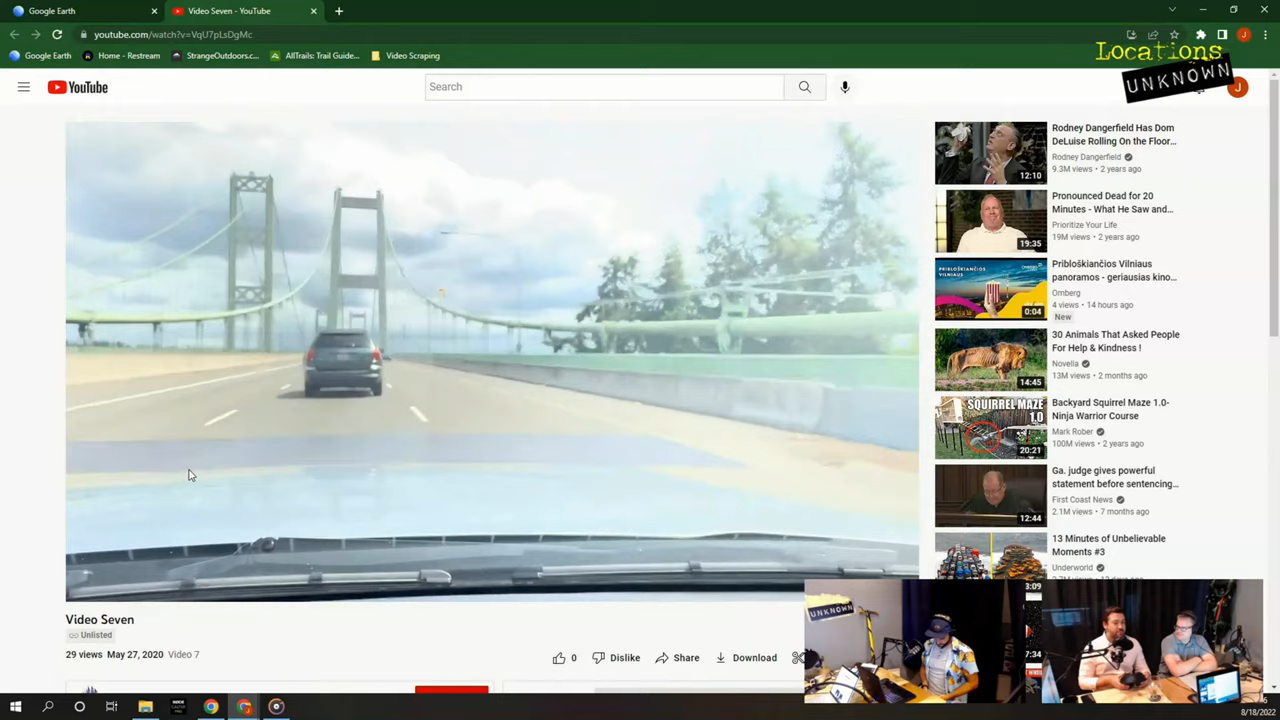 Google Earth
Video Seven - YouTube
youtube.com/watch?v=VqU7pLsDgMc
Google Earth
Home - Restream
StrangeOutdoors.c...
AllTrails: Trail Guide...
Video Scraping
Locations
UNKNOWN
YouTube
Search
J
J
Rodney Dangerfield Has Dom
DeLuise Rolling On the Floor...
Rodney Dangerfield
9.3M views • 2 years ago
12:10
Pronounced Dead for 20
Minutes - What He Saw and...
Prioritize Your Life
19M views • 2 years ago
19:35
Pribloškiančios Vilniaus
panoramos - geriausias kino...
Omberg
4 views • 14 hours ago
New
PRIBLOŠKIANČIOS
VILNIAUS
0:04
30 Animals That Asked People
For Help & Kindness !
Novella
13M views • 2 months ago
14:45
Backyard Squirrel Maze 1.0-
Ninja Warrior Course
Mark Rober
100M views • 2 years ago
SQUIRREL MAZE
1.0
20:21
Ga. judge gives powerful
statement before sentencing...
First Coast News
2.1M views • 7 months ago
12:44
13 Minutes of Unbelievable
Moments #3
Underworld
3:09
7:34
UNKNOWN
Video Seven
Unlisted
29 views May 27, 2020 Video 7
0
Dislike
Share
Download
8/18/2022